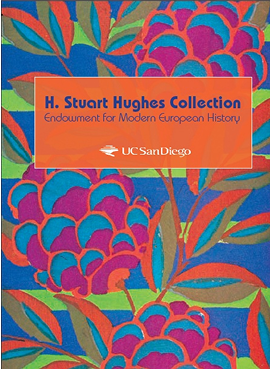 H. Stuart Hughes Collection
Endowment for Modern European History
UC San Diego